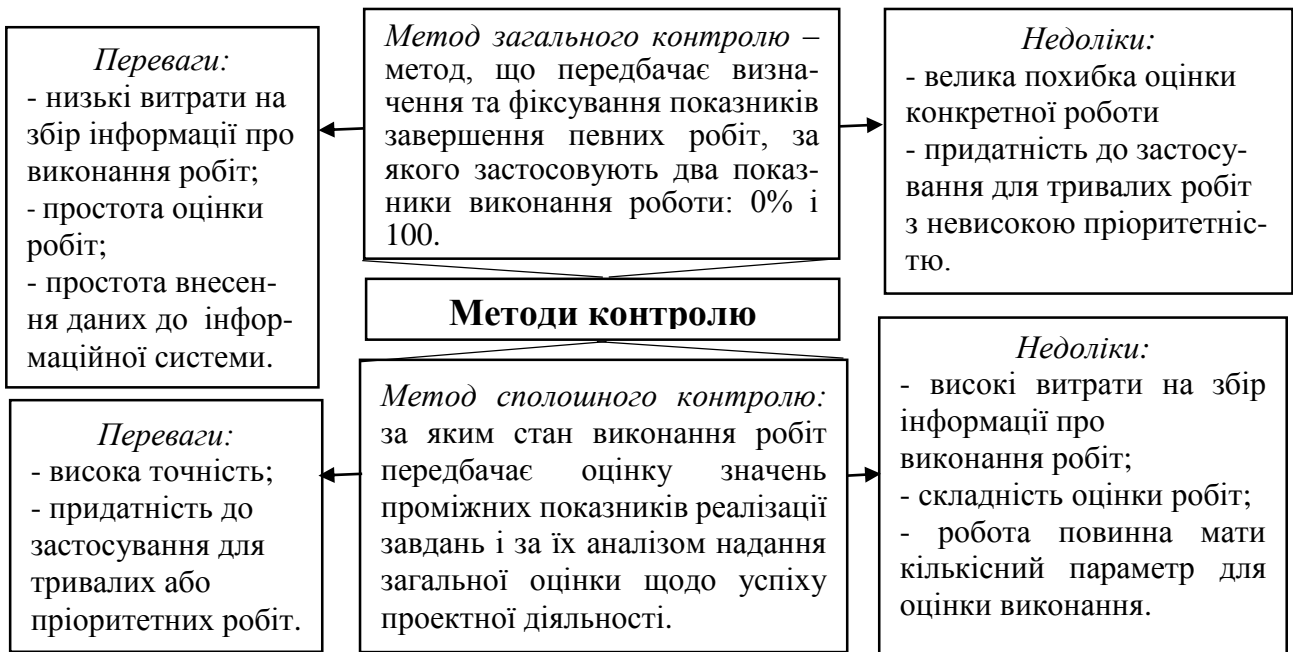 Переваги:
- низькі витрати на
збір інформації про
виконання робіт;
- простота оцінки
робіт;
- простота внесен-
ня даних до інфор-
маційної системи.
Метод загального контролю –
метод, що передбачає визна-
чення та фіксування показників
завершення певних робіт, за
якого застосовують два показ-
ники виконання роботи: 0% і
100.
Недоліки:
- велика похибка оцінки
конкретної роботи
- придатність до застосу-
вання для тривалих робіт
з невисокою пріоритетніс-
тю.
Методи контролю
Переваги:
- висока точність;
- придатність до
застосування для
тривалих або
пріоритетних робіт.
Метод сполошного контролю:
за яким стан виконання робіт
передбачає оцінку значень
проміжних показників реалізації
завдань і за їх аналізом надання
загальної оцінки щодо успіху
проектної діяльності.
Недоліки:
- високі витрати на збір
інформації про
виконання робіт;
- складність оцінки робіт;
- робота повинна мати
кількісний параметр для
оцінки виконання.